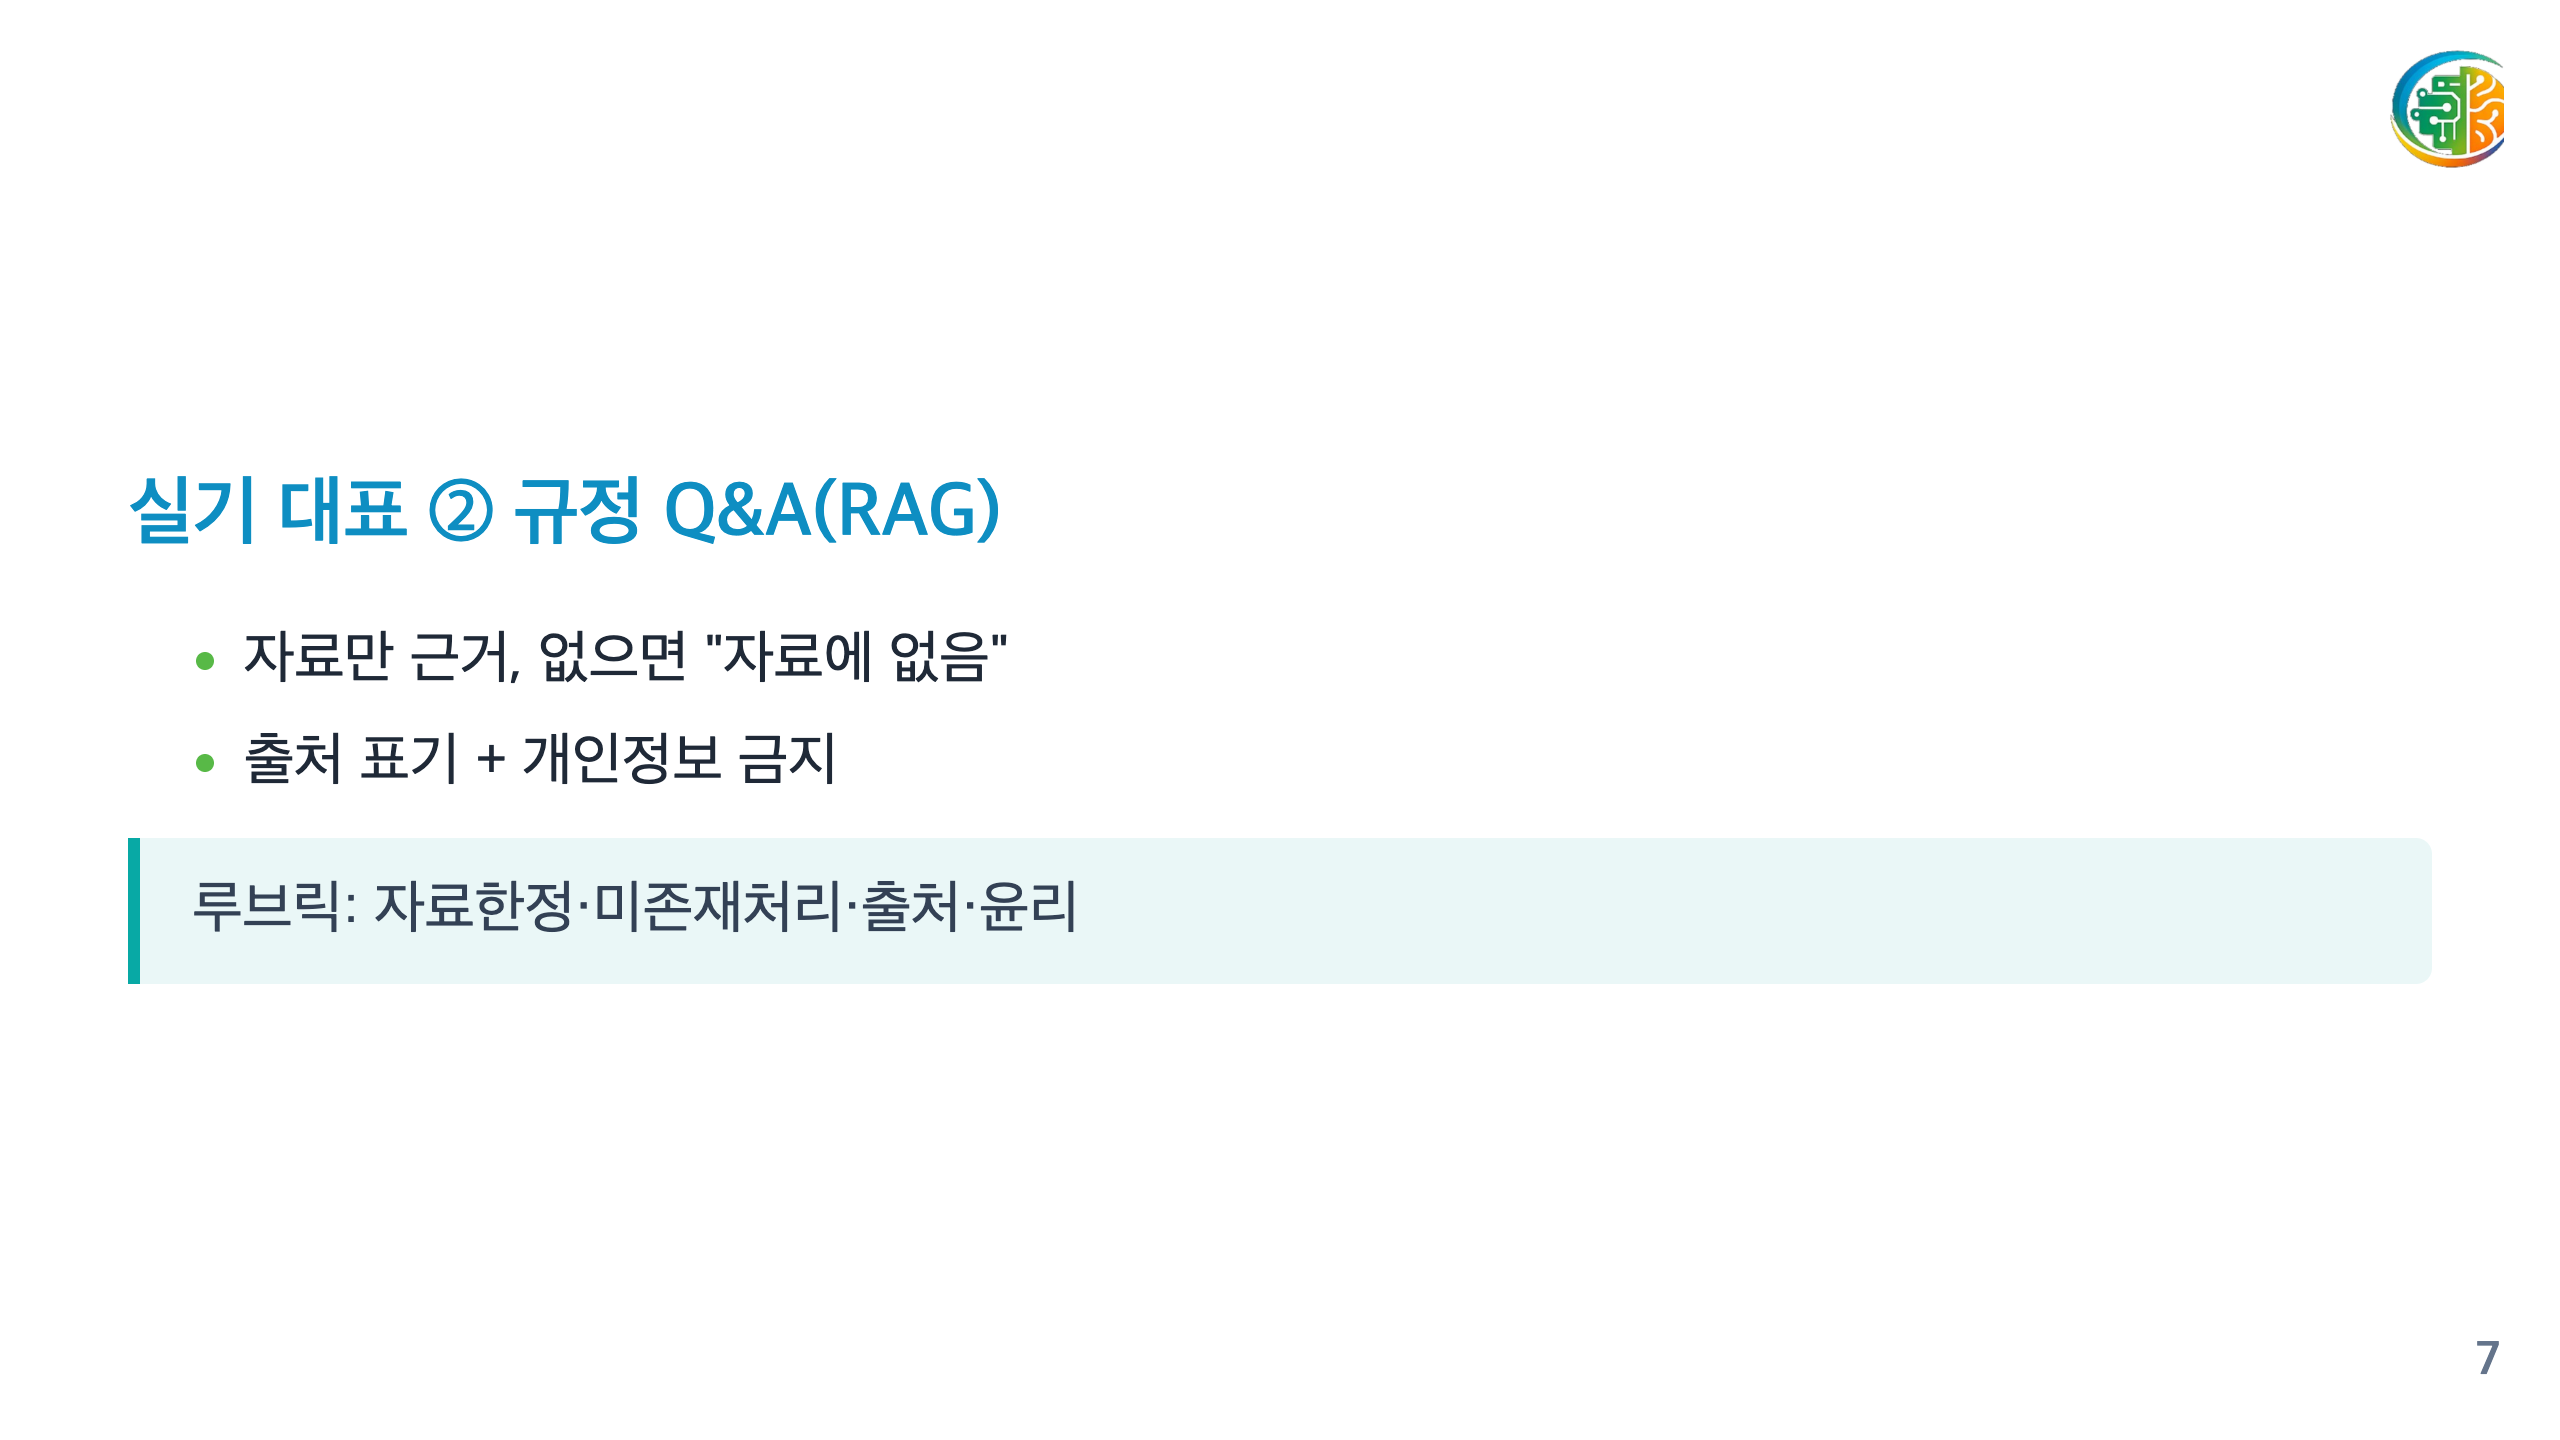 실기 대표 ② 규정 Q&A(RAG)
• 자료만 근거, 없으면 "자료에 없음"
• 출처 표기 + 개인정보 금지
루브릭: 자료한정·미존재처리·출처·윤리
7